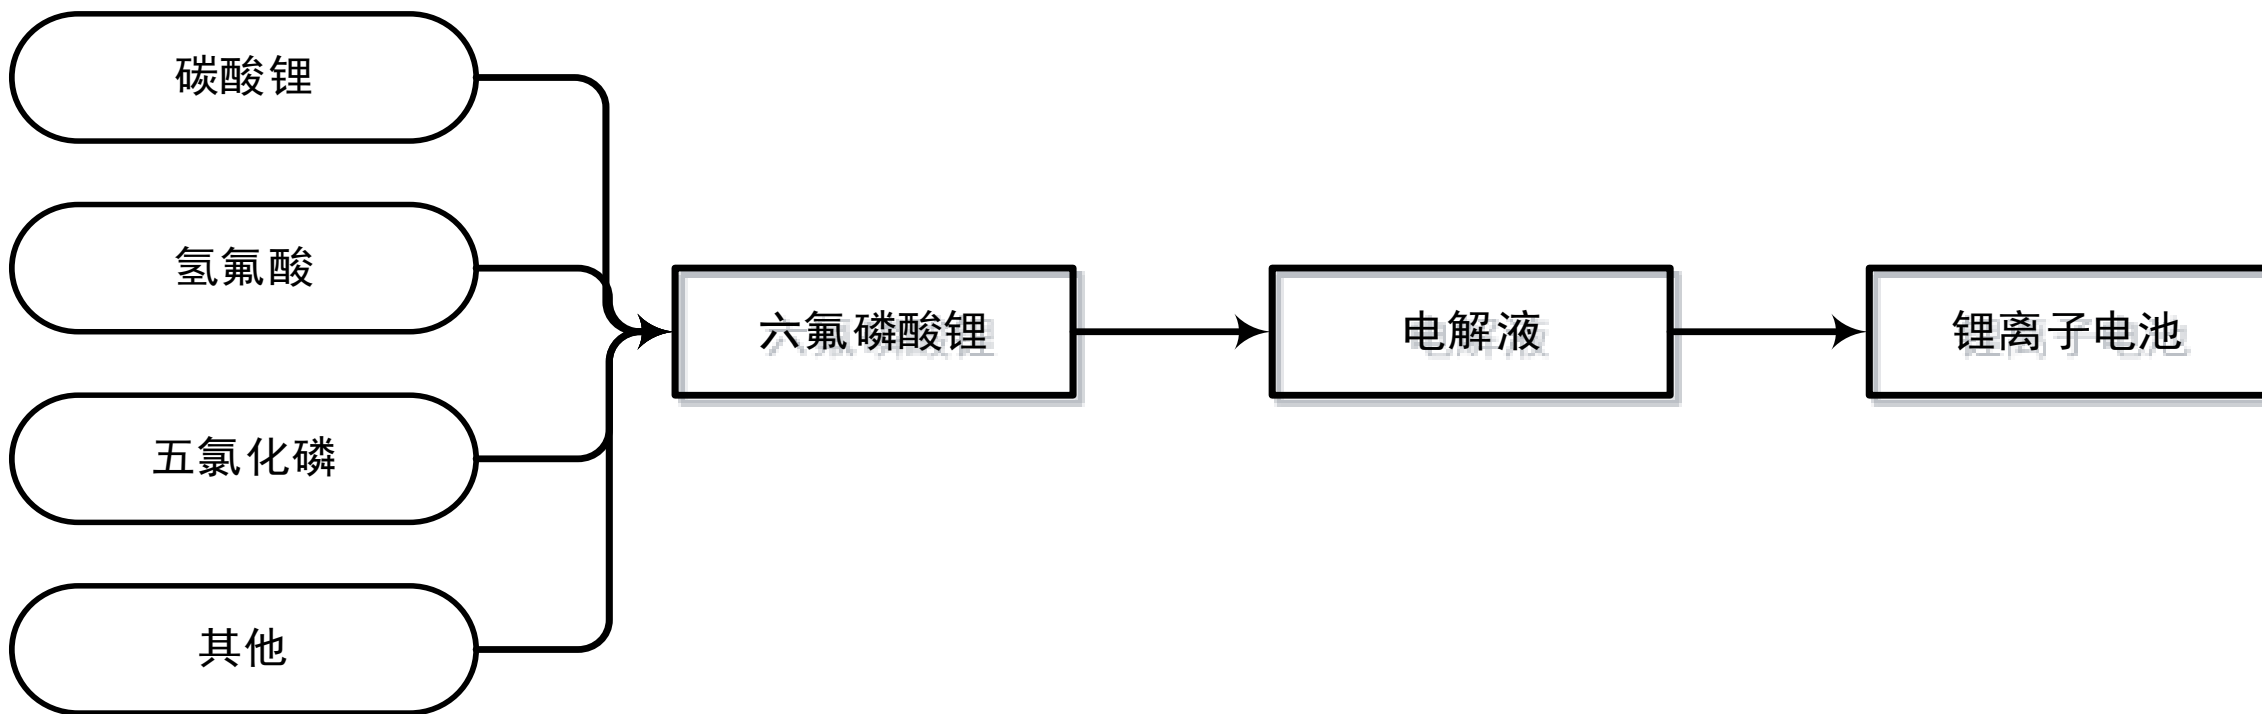 碳酸锂
氢氟酸
五氯化磷
其他
六氟磷酸锂
电解液
锂离子电池